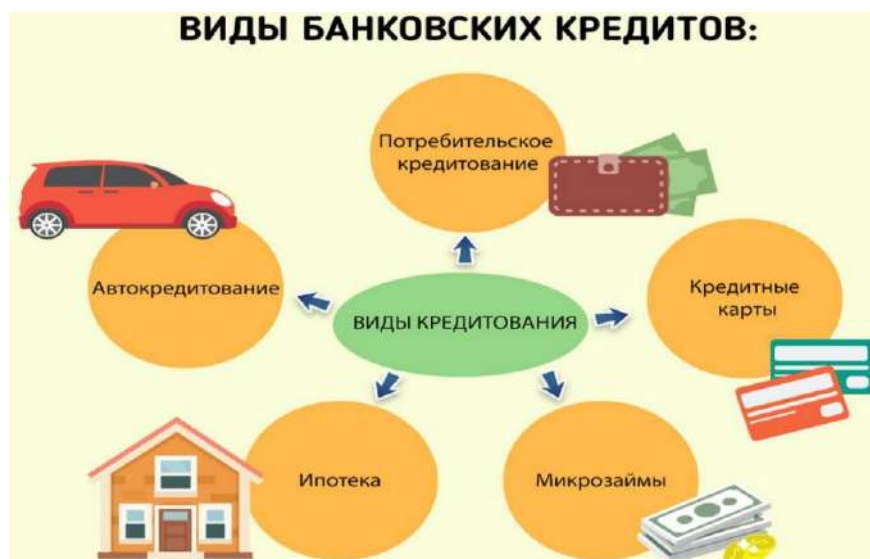 ВИДЫ БАНКОВСКИХ КРЕДИТОВ:
Потребительское
кредитование
Автокредитование
ВИДЫ КРЕДИТОВАНИЯ
Кредитные
карты
Ипотека
Микрозаймы